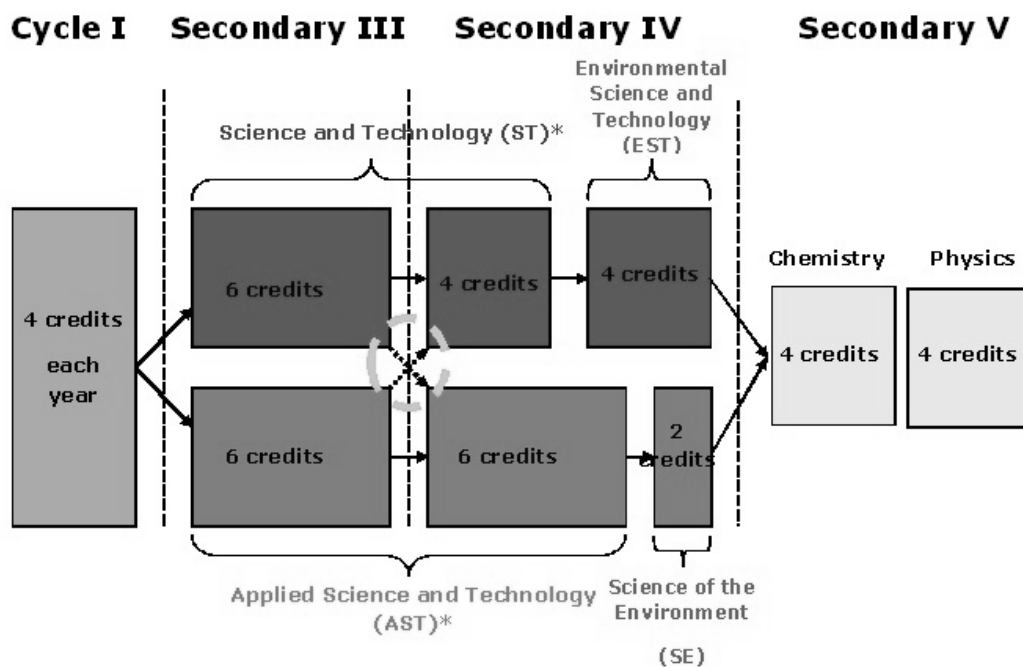 Cycle I
Secondary III
Secondary IV
Secondary V
Environmental
Science and
Technology
(EST)
Science and Technology (ST)*
4 credits
each
year
6 credits
4 credits
4 credits
Chemistry
Physics
4 credits
4 credits
6 credits
6 credits
2
credits
Applied Science and Technology
(AST)*
Science of the
Environment
(SE)